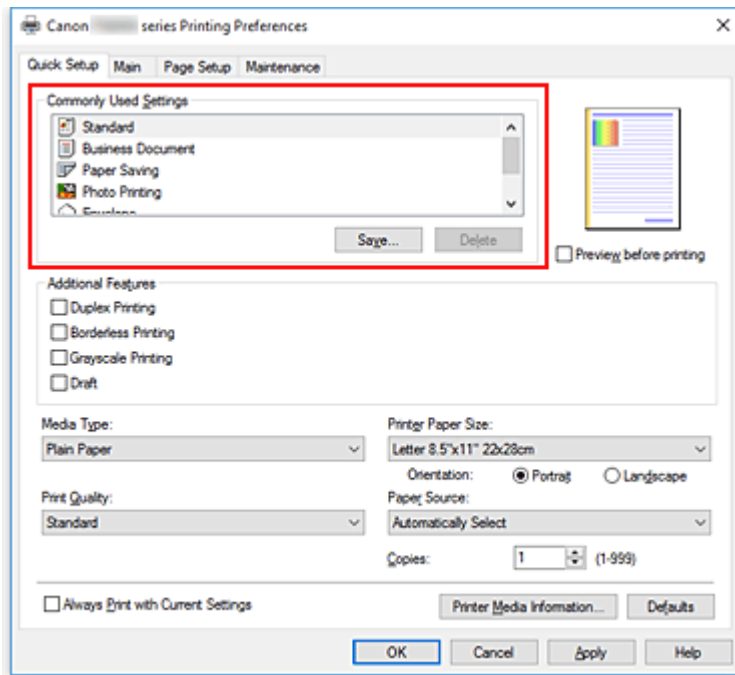 Canon series Printing Preferences
Quick Setup Main Page Setup Maintenance
Commonly Used Settings
Standard
Business Document
Paper Saving
Photo Printing
Envelope
Save... Delete
Preview before printing
Additional Features
Duplex Printing
Borderless Printing
Grayscale Printing
Draft
Media Type: Printer Paper Size:
Plain Paper Letter 8.5"x11" 22x28cm
Orientation: Portrait Landscape
Print Quality: Paper Source:
Standard Automatically Select
Copies: 1 (1-999)
Always Print with Current Settings Printer Media Information... Defaults
OK Cancel Apply Help